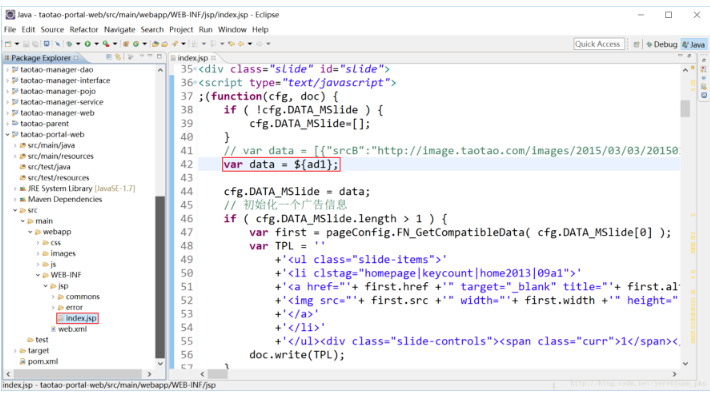 Java - taotao-portal-web/src/main/webapp/WEB-INF/jsp/index.jsp - Eclipse
File Edit Source Refactor Navigate Search Project Run Window Help
Quick Access
Debug
Java
Package Explorer
index.jsp
taotao-manager-dao
taotao-manager-interface
taotao-manager-pojo
taotao-manager-service
taotao-manager-web
taotao-parent
taotao-portal-web
src/main/java
src/main/resources
src/test/java
src/test/resources
JRE System Library [JavaSE-1.7]
Maven Dependencies
src
main
webapp
css
images
js
WEB-INF
jsp
commons
error
index.jsp
web.xml
test
target
pom.xml
35 <div class="slide" id="slide">
36 <script type="text/javascript">
37 ;(function(cfg, doc) {
38 if ( !cfg.DATA_MSlide ) {
39 cfg.DATA_MSlide=[];
40 }
41 // var data = [{"srcB":"http://image.taotao.com/images/2015/03/03/20150
42 var data = ${ad1};
43
44 cfg.DATA_MSlide = data;
45 // 初始化一个广告信息
46 if ( cfg.DATA_MSlide.length > 1 ) {
47 var first = pageConfig.FN_GetCompatibleData( cfg.DATA_MSlide[0] );
48 var TPL = ''
49 +'<ul class="slide-items">'
50 +'<li clstag="homepage|keycount|home2013|09a1">'
51 +'<a href="'+ first.href +'" target="_blank" title="'+ first.alt
52 +'<img src="'+ first.src +'" width="'+ first.width +'" height="
53 +'</a>'
54 +'</li>'
55 +'</ul><div class="slide-controls"><span class="curr">1</span></
56 doc.write(TPL);
57 }
index.jsp - taotao-portal-web/src/main/webapp/WEB-INF/jsp